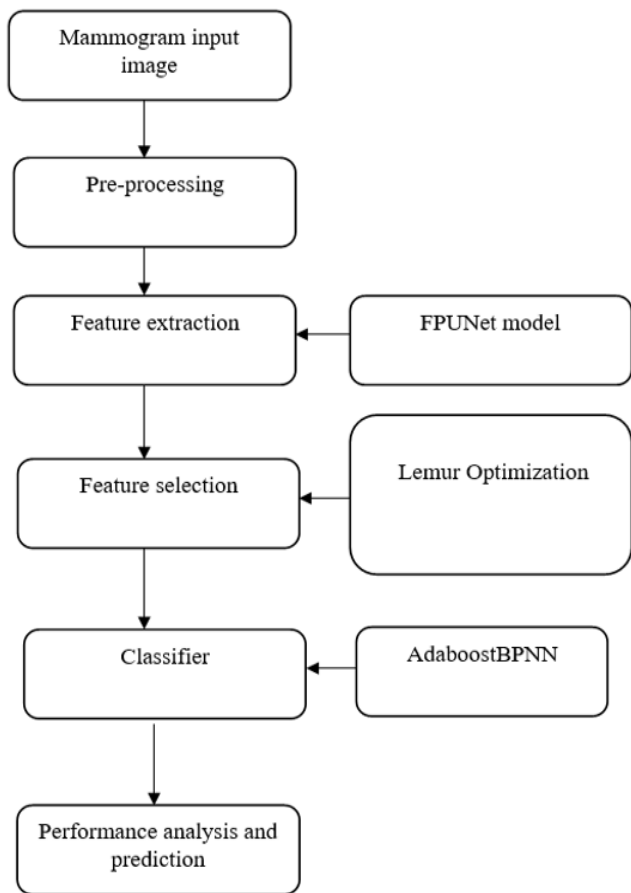 Mammogram input
image
Pre-processing
Feature extraction
FPUNet model
Feature selection
Lemur Optimization
Classifier
AdaboostBPNN
Performance analysis and
prediction